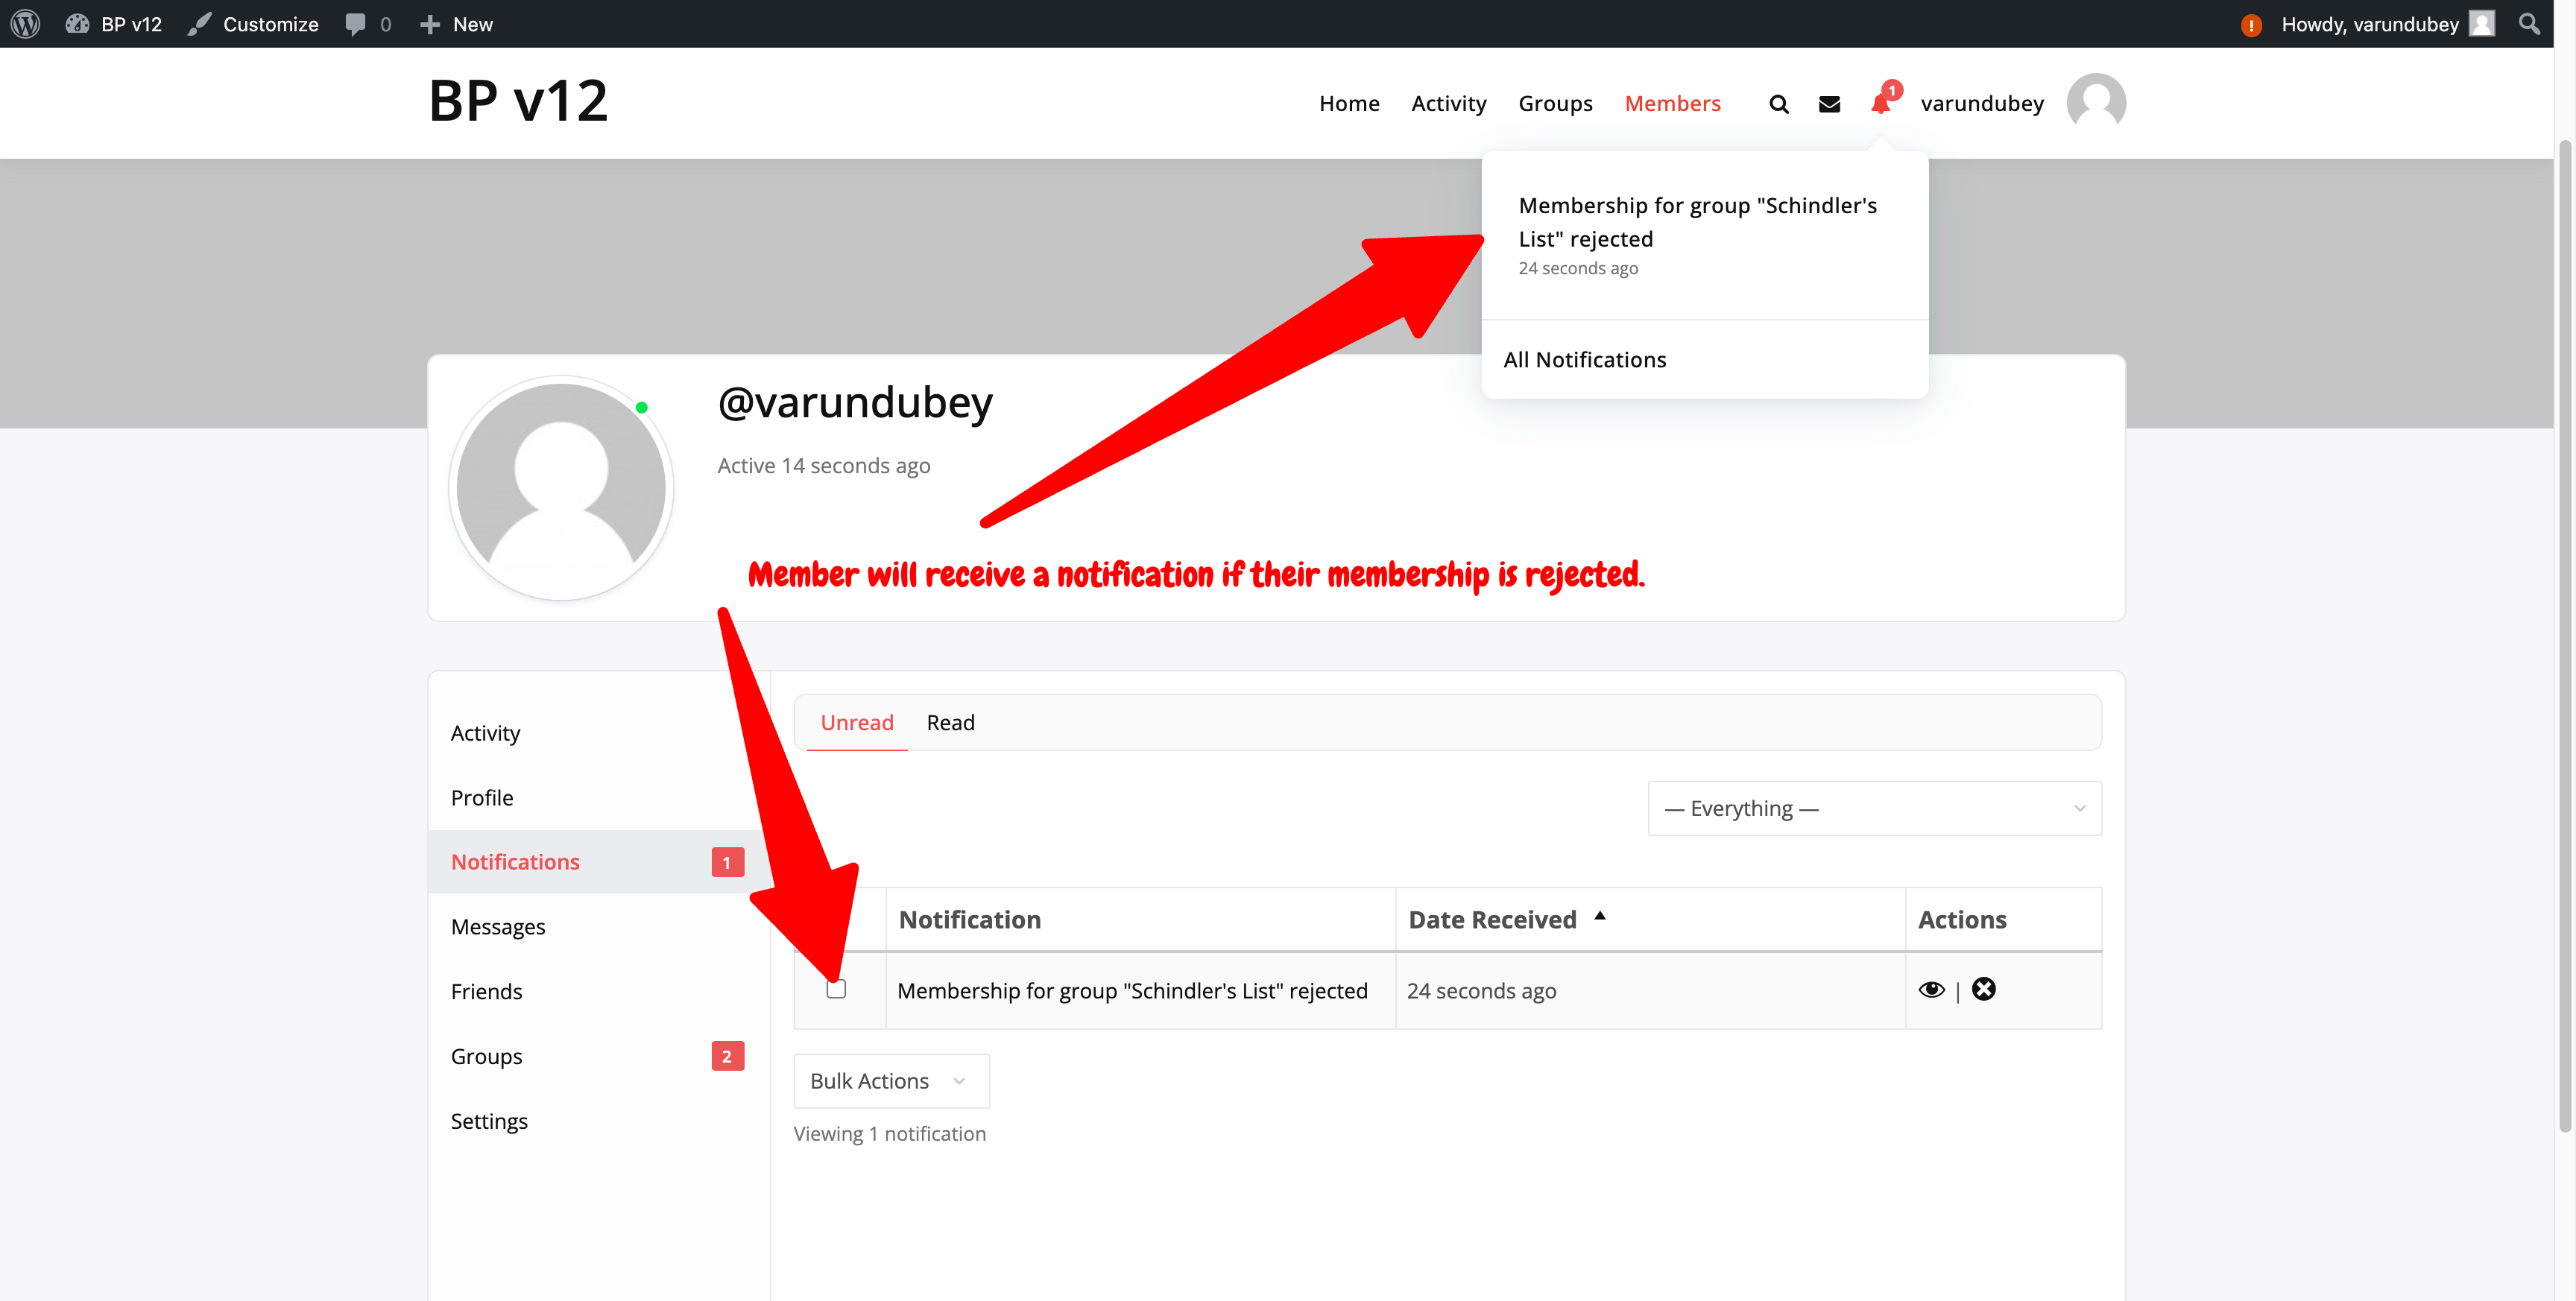 BP v12
Customize
0
New
Howdy, varundubey
BP v12
Home
Activity
Groups
Members
1
varundubey
Membership for group "Schindler's
List" rejected
24 seconds ago
All Notifications
@varundubey
Active 14 seconds ago
Member will receive a notification if their membership is rejected.
Activity
Profile
Notifications 1
Messages
Friends
Groups 2
Settings
Unread Read
— Everything —
Notification Date Received Actions
Membership for group "Schindler's List" rejected 24 seconds ago |
Bulk Actions
Viewing 1 notification